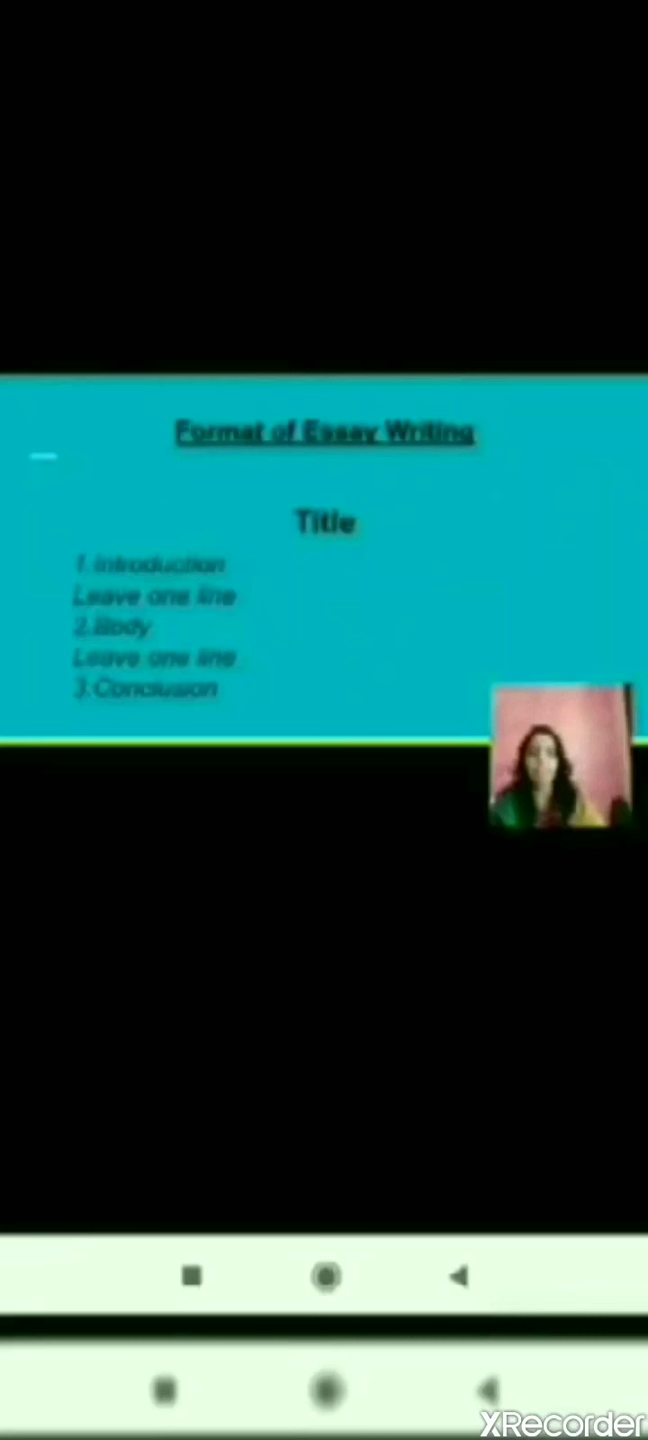 Format of Essay Writing
Title
1.Introduction
Leave one line
2.Body
Leave one line
3.Conclusion
XRecorder